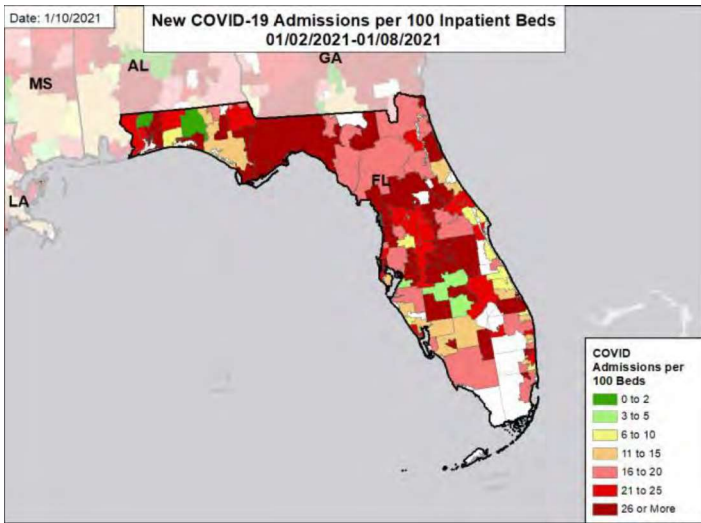 Date: 1/10/2021
New COVID-19 Admissions per 100 Inpatient Beds
01/02/2021-01/08/2021
MS
AL
GA
LA
FL
COVID
Admissions per
100 Beds
0 to 2
3 to 5
6 to 10
11 to 15
16 to 20
21 to 25
26 or More